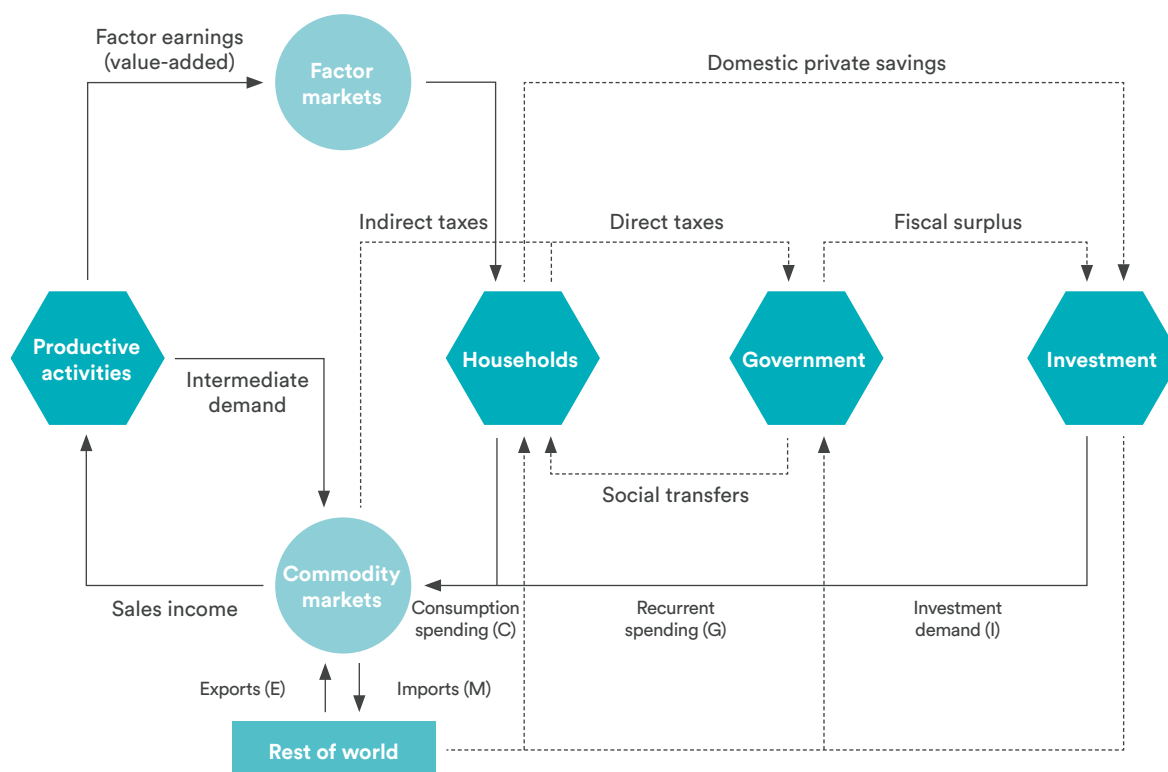 Factor earnings
(value-added)
Factor
markets
Domestic private savings
Indirect taxes
Direct taxes
Fiscal surplus
Productive
activities
Households
Government
Investment
Intermediate
demand
Social transfers
Commodity
markets
Sales income
Consumption
spending (C)
Recurrent
spending (G)
Investment
demand (I)
Exports (E)
Imports (M)
Rest of world